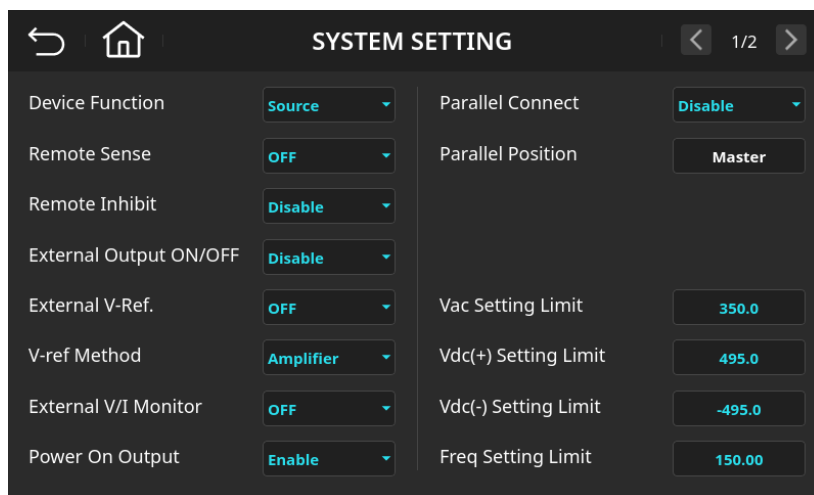 SYSTEM SETTING
1/2
Device Function
Source
Remote Sense
OFF
Remote Inhibit
Disable
External Output ON/OFF
Disable
External V-Ref.
OFF
V-ref Method
Amplifier
External V/I Monitor
OFF
Power On Output
Enable
Parallel Connect
Disable
Parallel Position
Master
Vac Setting Limit
350.0
Vdc(+) Setting Limit
495.0
Vdc(-) Setting Limit
-495.0
Freq Setting Limit
150.00